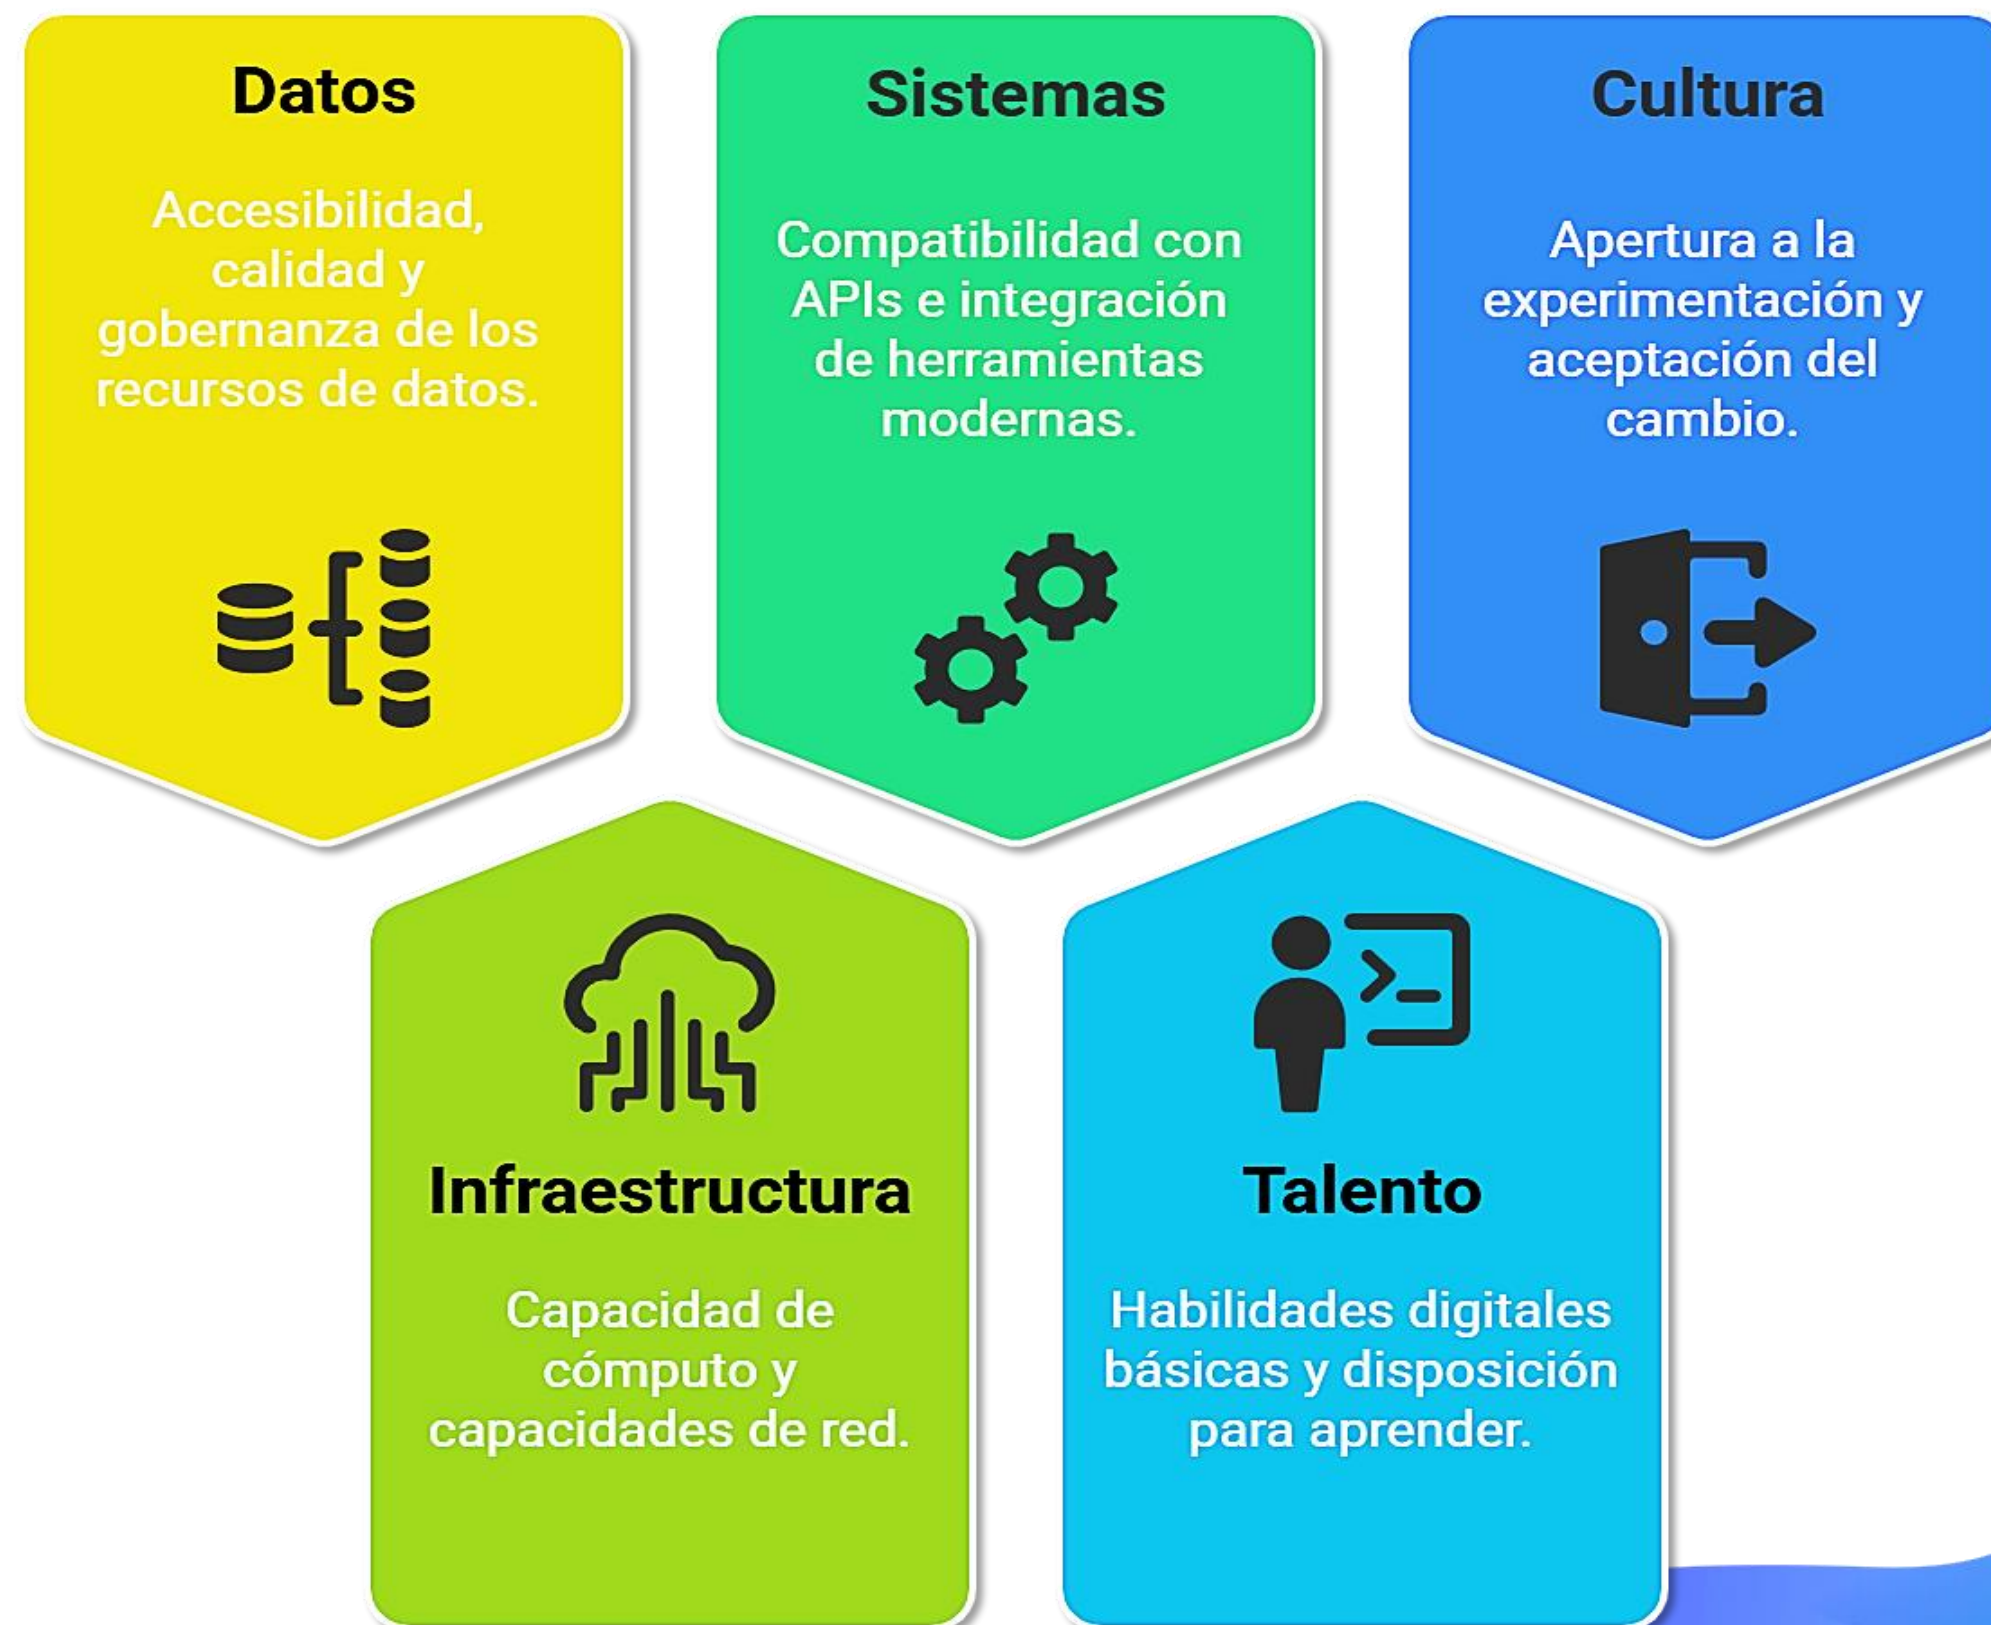 Datos
Accesibilidad,
calidad y
gobernanza de los
recursos de datos.
Sistemas
Compatibilidad con
APIs e integración
de herramientas
modernas.
Cultura
Apertura a la
experimentación y
aceptación del
cambio.
Infraestructura
Capacidad de
cómputo y
capacidades de red.
Talento
Habilidades digitales
básicas y disposición
para aprender.